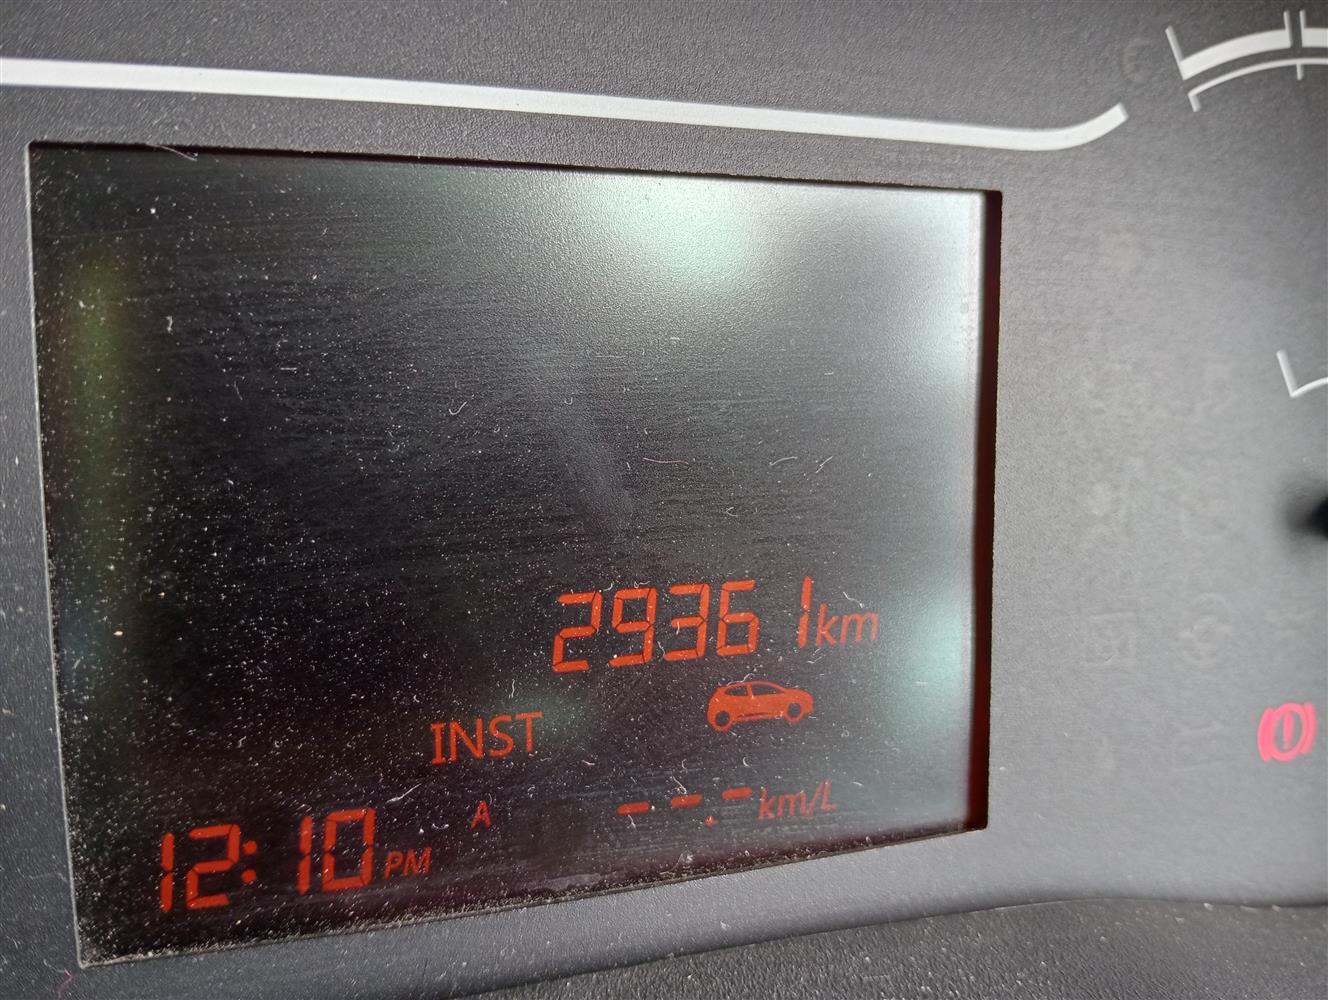 29361km
INST
A
--.-km/L
12:10PM